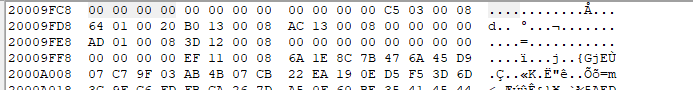 20009FC8 00 00 00 00 00 00 00 00 00 00 00 00 C5 03 00 08 ............Å...
20009FD8 64 01 00 20 B0 13 00 08 AC 13 00 08 00 00 00 00 d.. °...¬.......
20009FE8 AD 01 00 08 3D 12 00 08 00 00 00 00 00 00 00 00 ....=...........
20009FF8 00 00 00 00 EF 11 00 08 6A 1E 8C 7B 47 6A 45 D9 ....ï...j..{GjEÙ
2000A008 07 C7 9F 03 AB 4B 07 CB 22 EA 19 0E D5 F5 3D 6D .Ç..«K.Ë"ê..Õõ=m